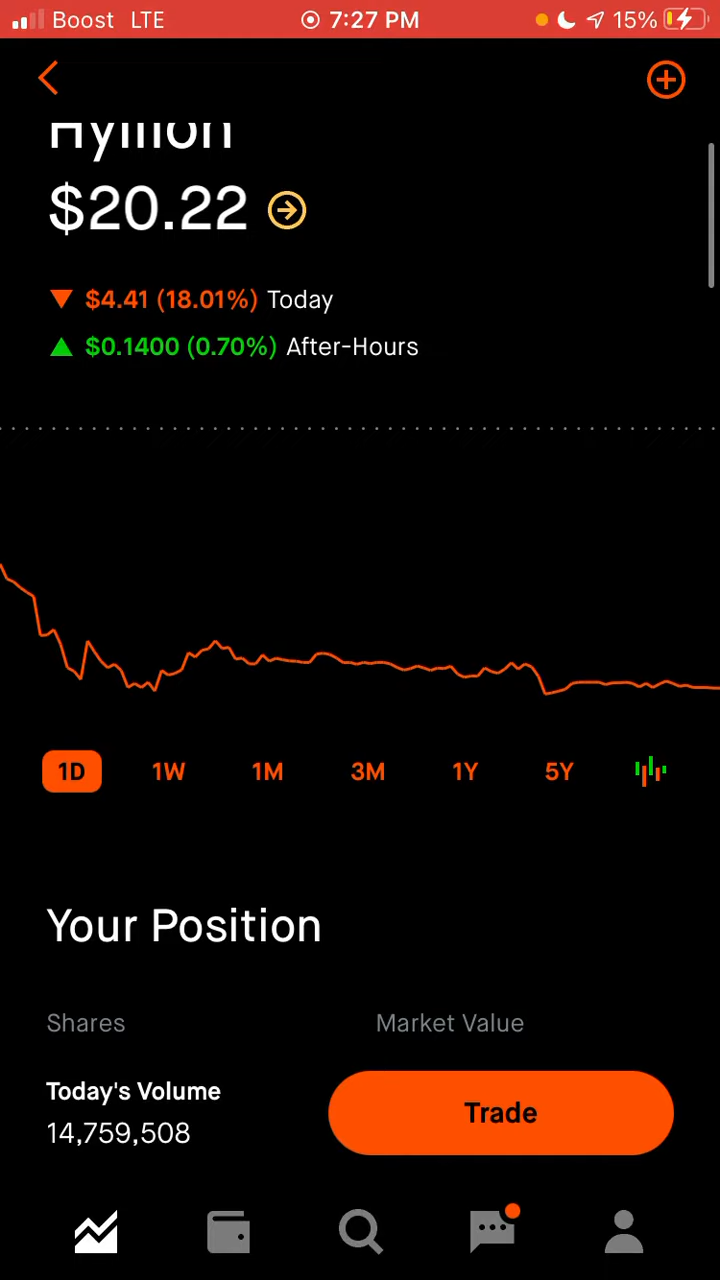 Boost LTE 7:27 PM 15%
$20.22
$4.41 (18.01%) Today
$0.1400 (0.70%) After-Hours
1D 1W 1M 3M 1Y 5Y
Your Position
Shares Market Value
Today's Volume
14,759,508
Trade